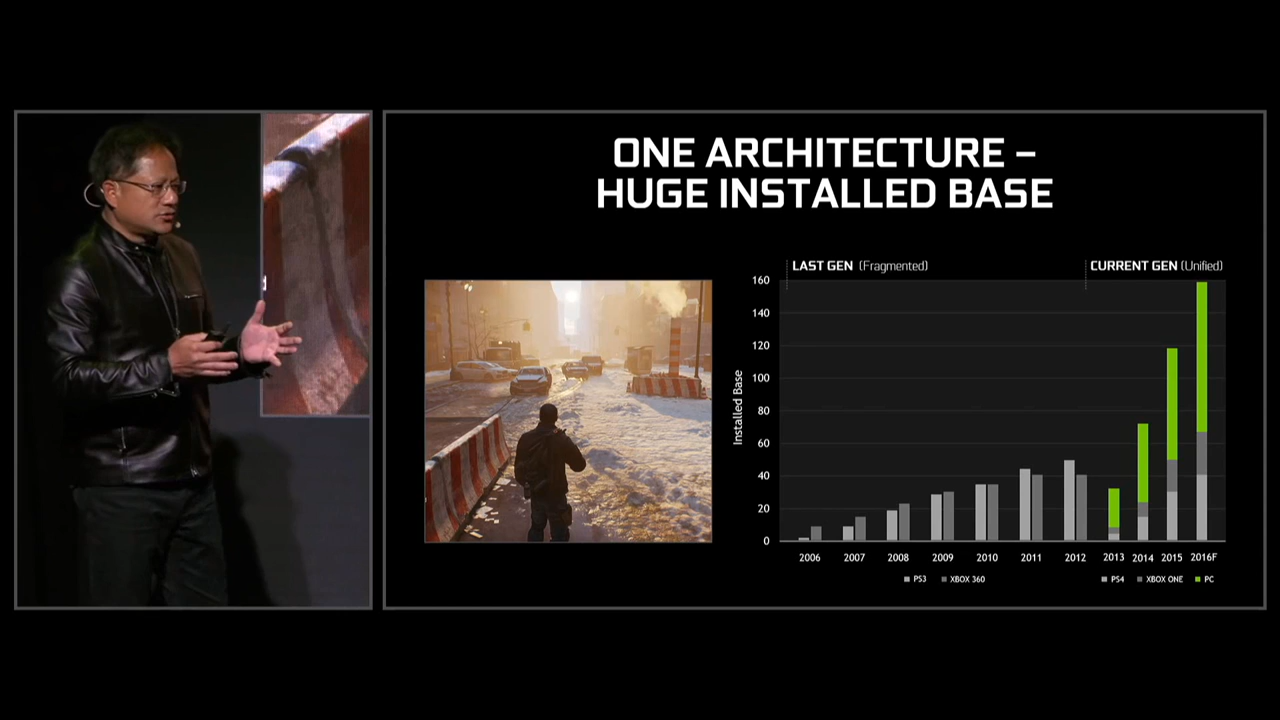 ONE ARCHITECTURE –
HUGE INSTALLED BASE
LAST GEN (Fragmented)
CURRENT GEN (Unified)
Installed Base
160
140
120
100
80
60
40
20
0
2006 2007 2008 2009 2010 2011 2012 2013 2014 2015 2016F
PS3 XBOX 360
PS4 XBOX ONE PC